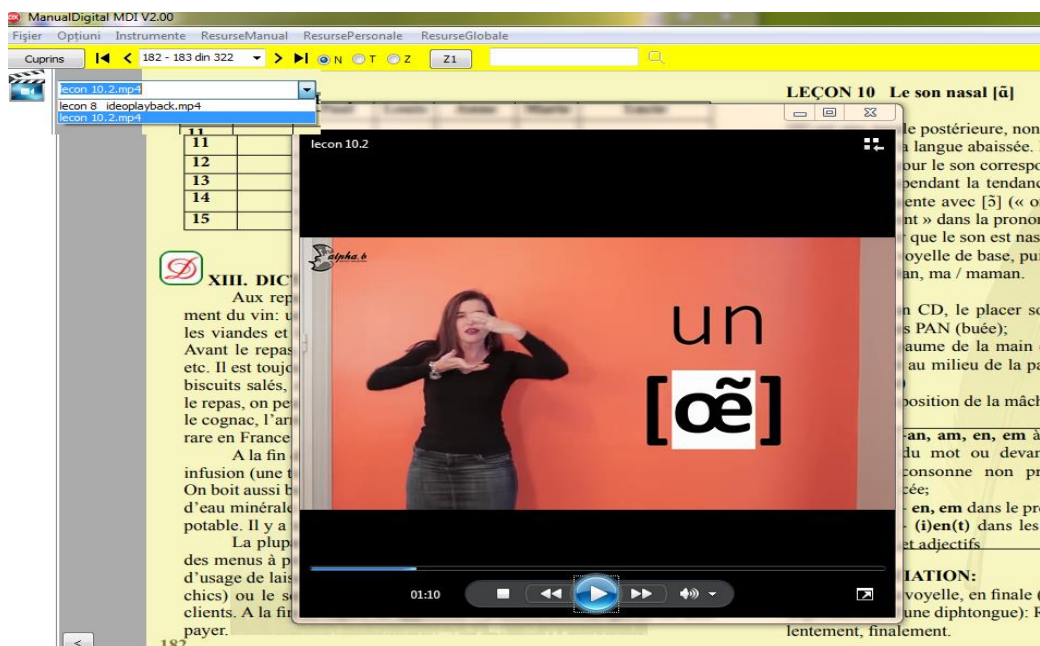 ManualDigital MDI V2.00
Fișier Opțiuni Instrumente ResurseManual ResursePersonale ResurseGlobale
Cuprins 182 - 183 din 322 N T Z Z1
lecon 10.2.mp4
lecon 8 ideoplayback.mp4
lecon 10.2.mp4
11
11
12
13
14
15
XIII. DIC
Aux rep
ment du vin: u
les viandes et
Avant le repas
etc. Il est toujo
biscuits salés,
le repas, on pe
le cognac, l'ar
rare en France
A la fin
infusion (une t
On boit aussi b
d'eau minérale
potable. Il y a
La plup
des menus à p
d'usage de lais
chics) ou le s
clients. A la fin
payer.
182
<
lecon 10.2
alpha.b
un
[œ̃]
01:10
LEÇON 10 Le son nasal [ã]
le postérieure, non
a langue abaissée.
our le son correspo
pendant la tendanc
ente avec [ɔ̃] (« o
nt » dans la pronon
r que le son est nas
oyelle de base, pui
an, ma / maman.
n CD, le placer so
s PAN (buée);
aume de la main
au milieu de la pa
osition de la mâch
-an, am, en, em à
du mot ou devan
consonne non pr
cée;
- en, em dans le pr
- (i)en(t) dans les
et adjectifs
IATION:
voyelle, en finale (
une diphtongue): F
lentement, finalement.